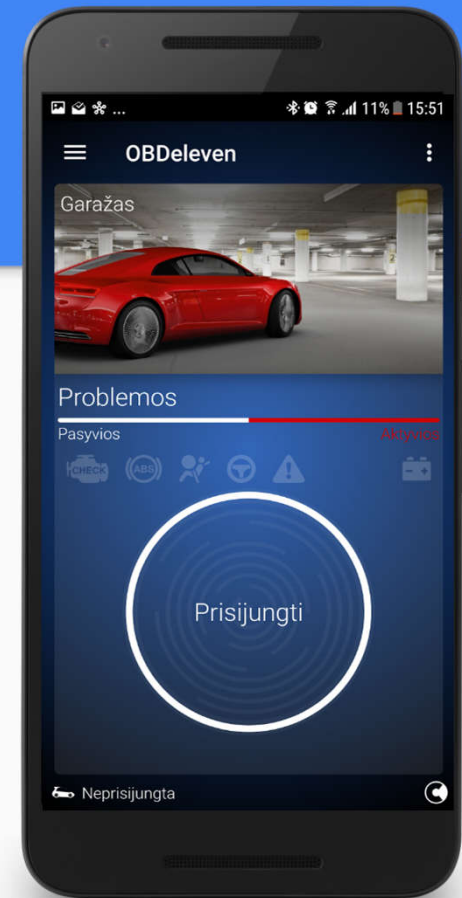 ... 11% 15:51
OBDeleven
Garažas
Problemos
Pasyvios Aktyvios
CHECK ABS
Prisijungti
Neprisijungta